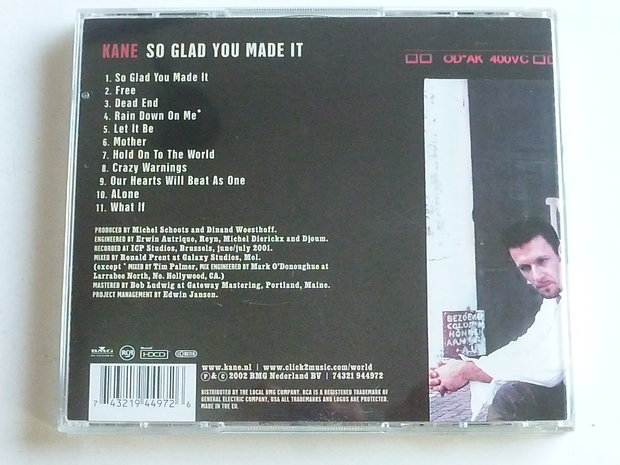 KANE SO GLAD YOU MADE IT
OD*AK 400VC
1. So Glad You Made It
2. Free
3. Dead End
4. Rain Down On Me*
5. Let It Be
6. Mother
7. Hold On To The World
8. Crazy Warnings
9. Our Hearts Will Beat As One
10. ALone
11. What If
PRODUCED BY Michel Schoots and Dinand Woesthoff.
ENGINEERED BY Erwin Autrique, Reyn, Michel Dierickx and Djoum.
RECORDED AT ICP Studios, Brussels, june/july 2001.
MIXED BY Ronald Prent at Galaxy Studios, Mol.
(except * MIXED BY Tim Palmer, MIX ENGINEERED BY Mark O'Donoughue at
Larrabee North, No. Hollywood, CA.)
MASTERED BY Bob Ludwig at Gateway Mastering, Portland, Maine.
PROJECT MANAGEMENT BY Edwin Jansen.
BEZOEK
HOND
AAN
BMG
RCA
HDCD
www.kane.nl | www.click2music.com/world
℗ & © 2002 BMG Nederland BV | 74321 944972
DISTRIBUTED BY THE LOCAL BMG COMPANY. RCA IS A REGISTERED TRADEMARK OF
GENERAL ELECTRIC COMPANY, USA ALL TRADEMARKS AND LOGOS ARE PROTECTED.
MADE IN THE EU.
7 43219 44972 6